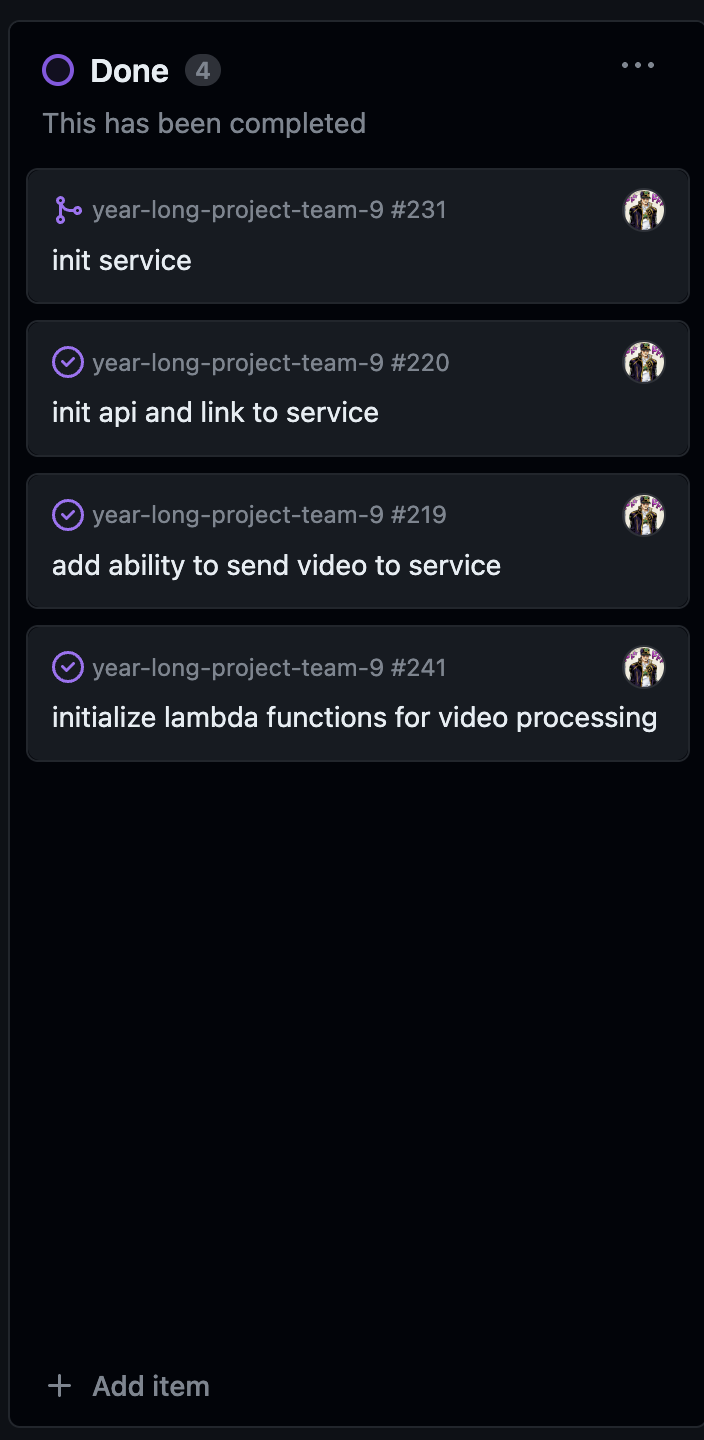 Done 4
This has been completed
year-long-project-team-9 #231
init service
year-long-project-team-9 #220
init api and link to service
year-long-project-team-9 #219
add ability to send video to service
year-long-project-team-9 #241
initialize lambda functions for video processing
Add item